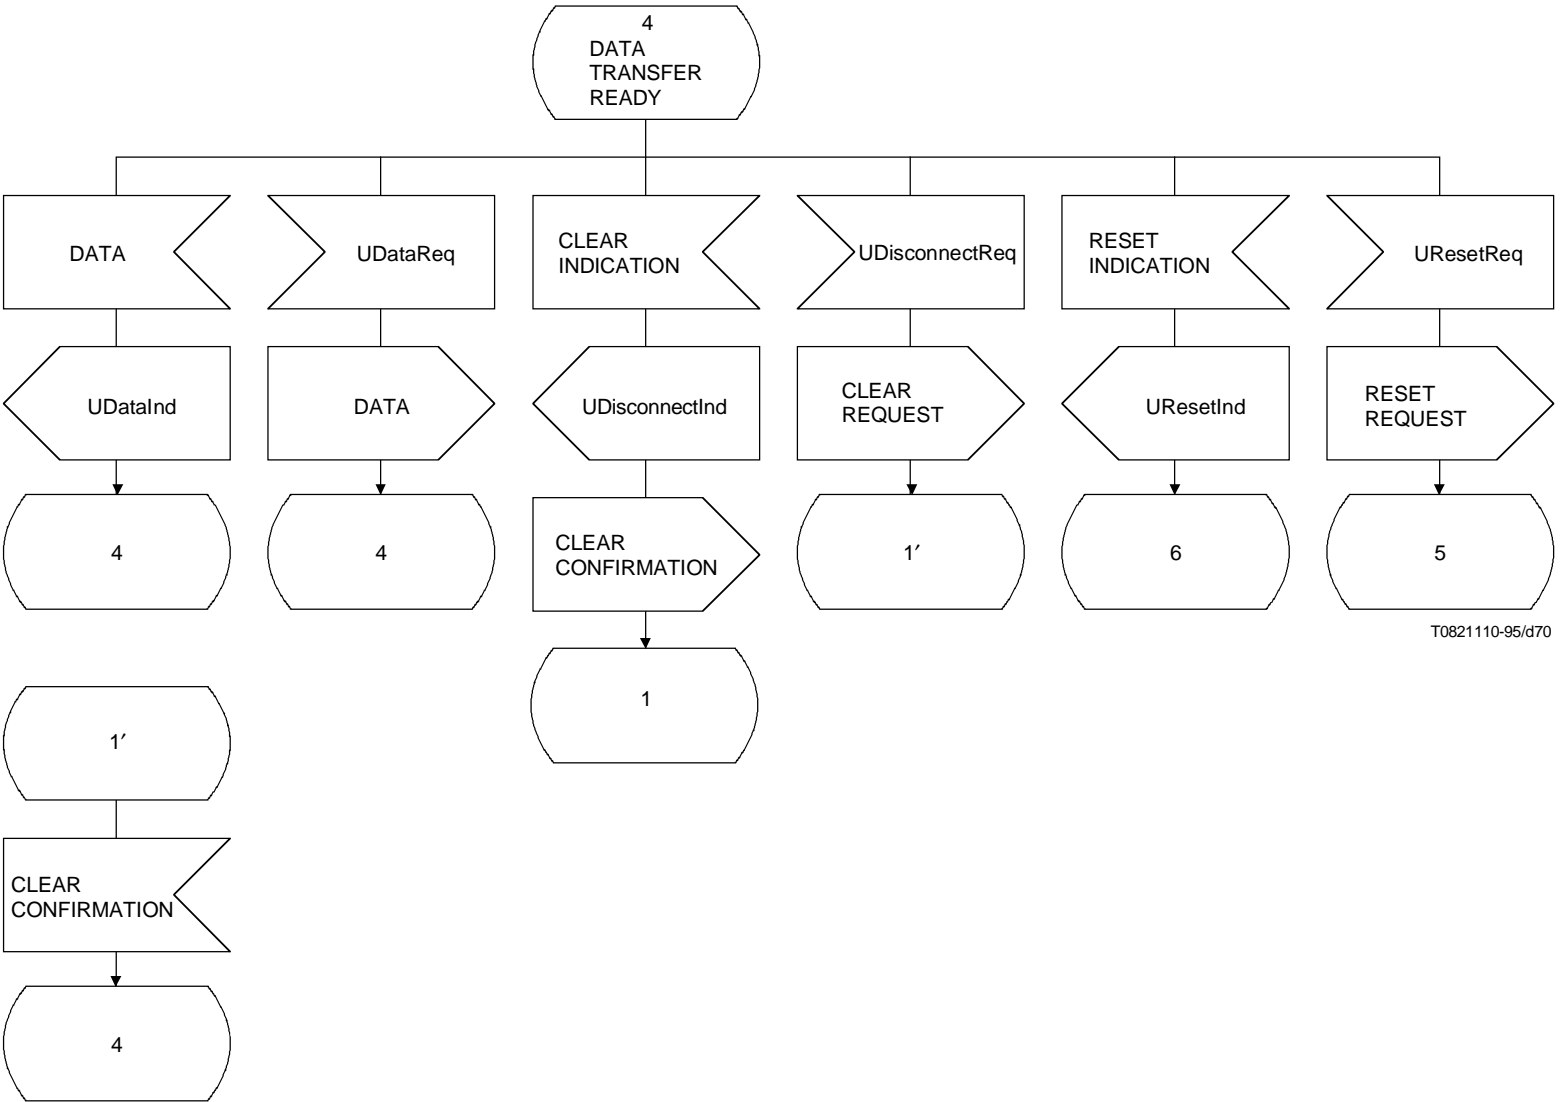 4
DATA
TRANSFER
READY
DATA
UDataReq
CLEAR
INDICATION
UDisconnectReq
RESET
INDICATION
UResetReq
UDataInd
DATA
UDisconnectInd
CLEAR
REQUEST
UResetInd
RESET
REQUEST
4
4
CLEAR
CONFIRMATION
1′
6
5
T0821110-95/d70
1
1′
CLEAR
CONFIRMATION
4